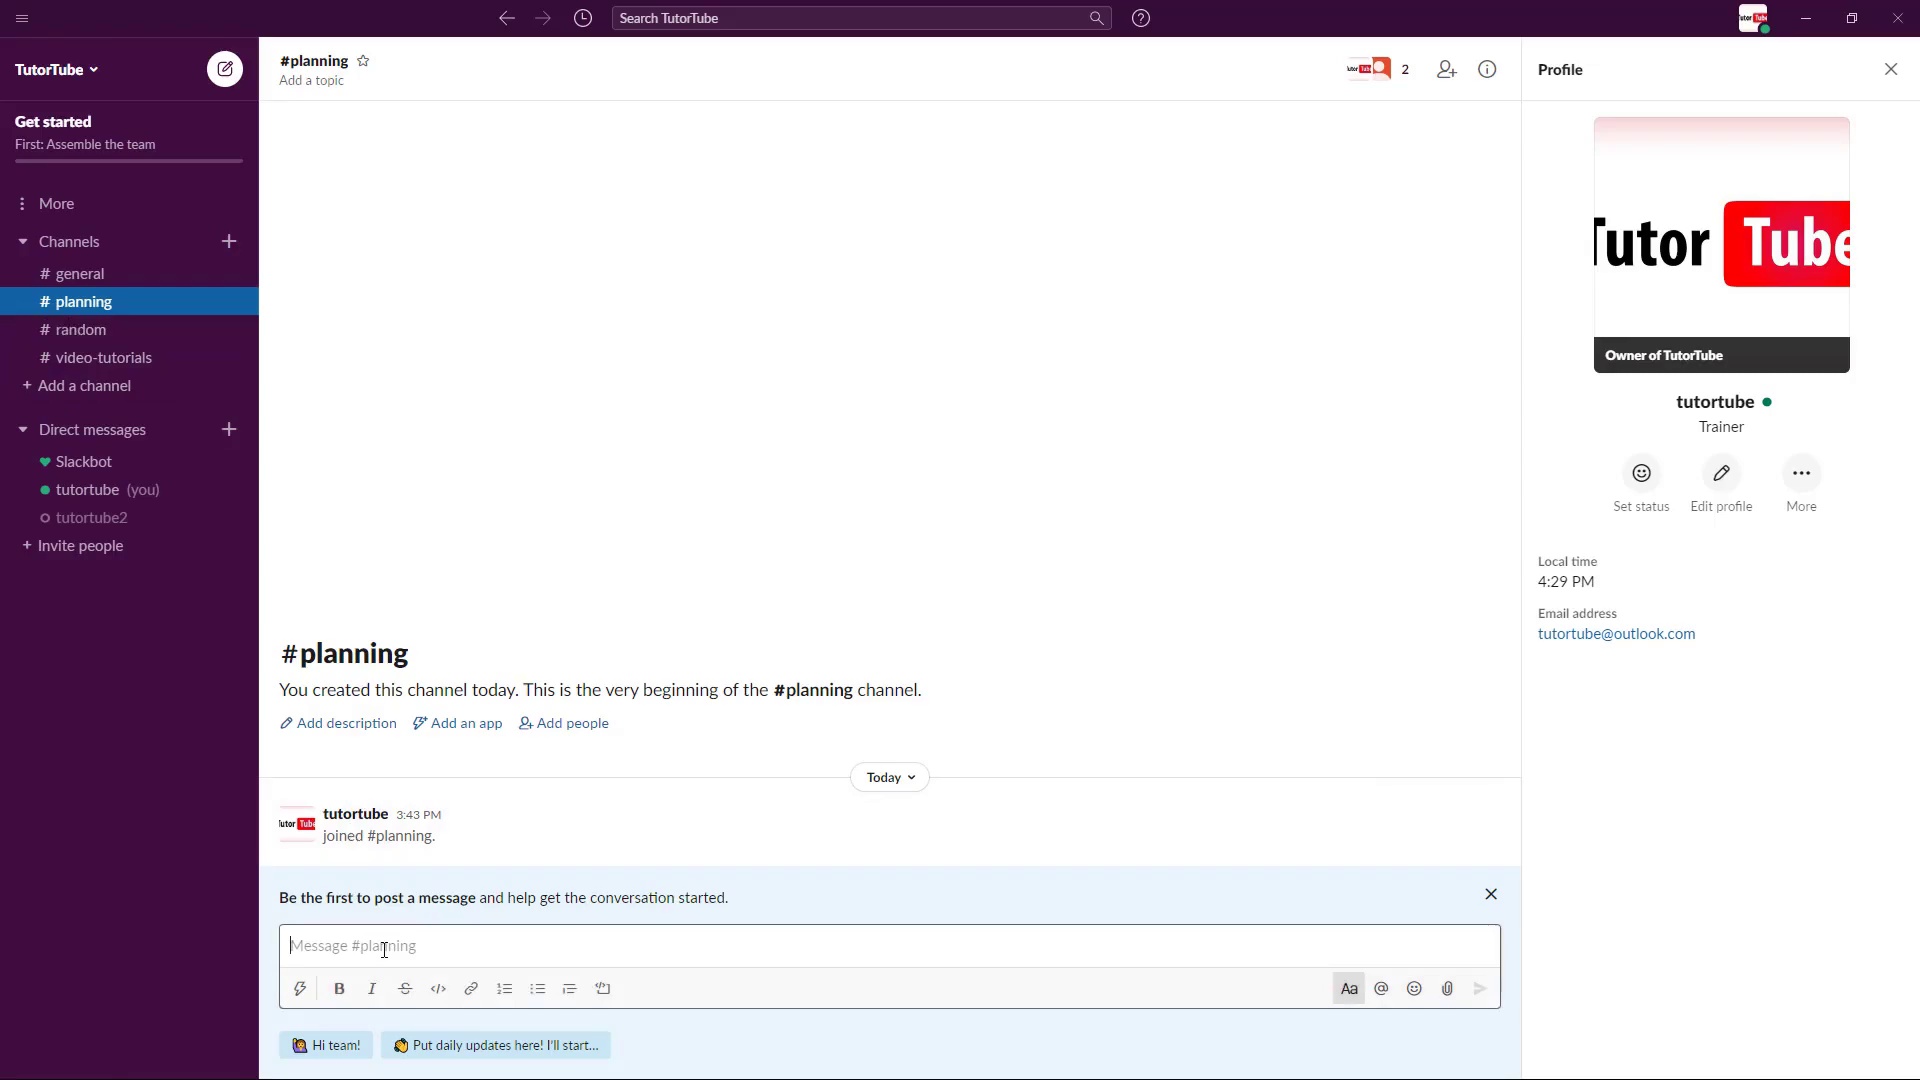 Search TutorTube
TutorTube
Get started
First: Assemble the team
More
Channels
# general
# planning
# random
# video-tutorials
+ Add a channel
Direct messages
Slackbot
tutortube (you)
tutortube2
+ Invite people
#planning
Add a topic
2
#planning
You created this channel today. This is the very beginning of the #planning channel.
Add description
Add an app
Add people
Today
tutortube 3:43 PM
joined #planning.
Be the first to post a message and help get the conversation started.
Message #planning
B I S </> Aa @
Hi team!
Put daily updates here! I'll start...
Profile
Tutor Tube
Owner of TutorTube
tutortube
Trainer
Set status
Edit profile
More
Local time
4:29 PM
Email address
tutortube@outlook.com